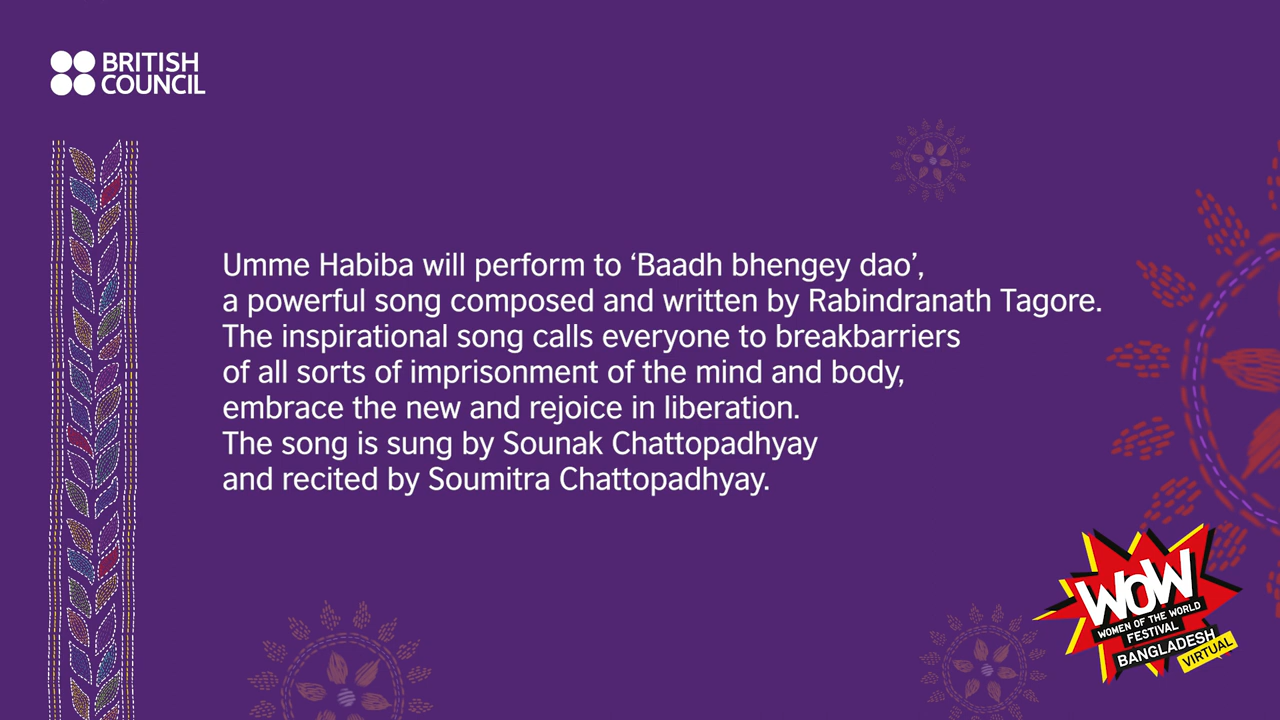 BRITISH
COUNCIL
Umme Habiba will perform to ‘Baadh bhengey dao’,
a powerful song composed and written by Rabindranath Tagore.
The inspirational song calls everyone to breakbarriers
of all sorts of imprisonment of the mind and body,
embrace the new and rejoice in liberation.
The song is sung by Sounak Chattopadhyay
and recited by Soumitra Chattopadhyay.
WOW
WOMEN OF THE WORLD
FESTIVAL
BANGLADESH
VIRTUAL